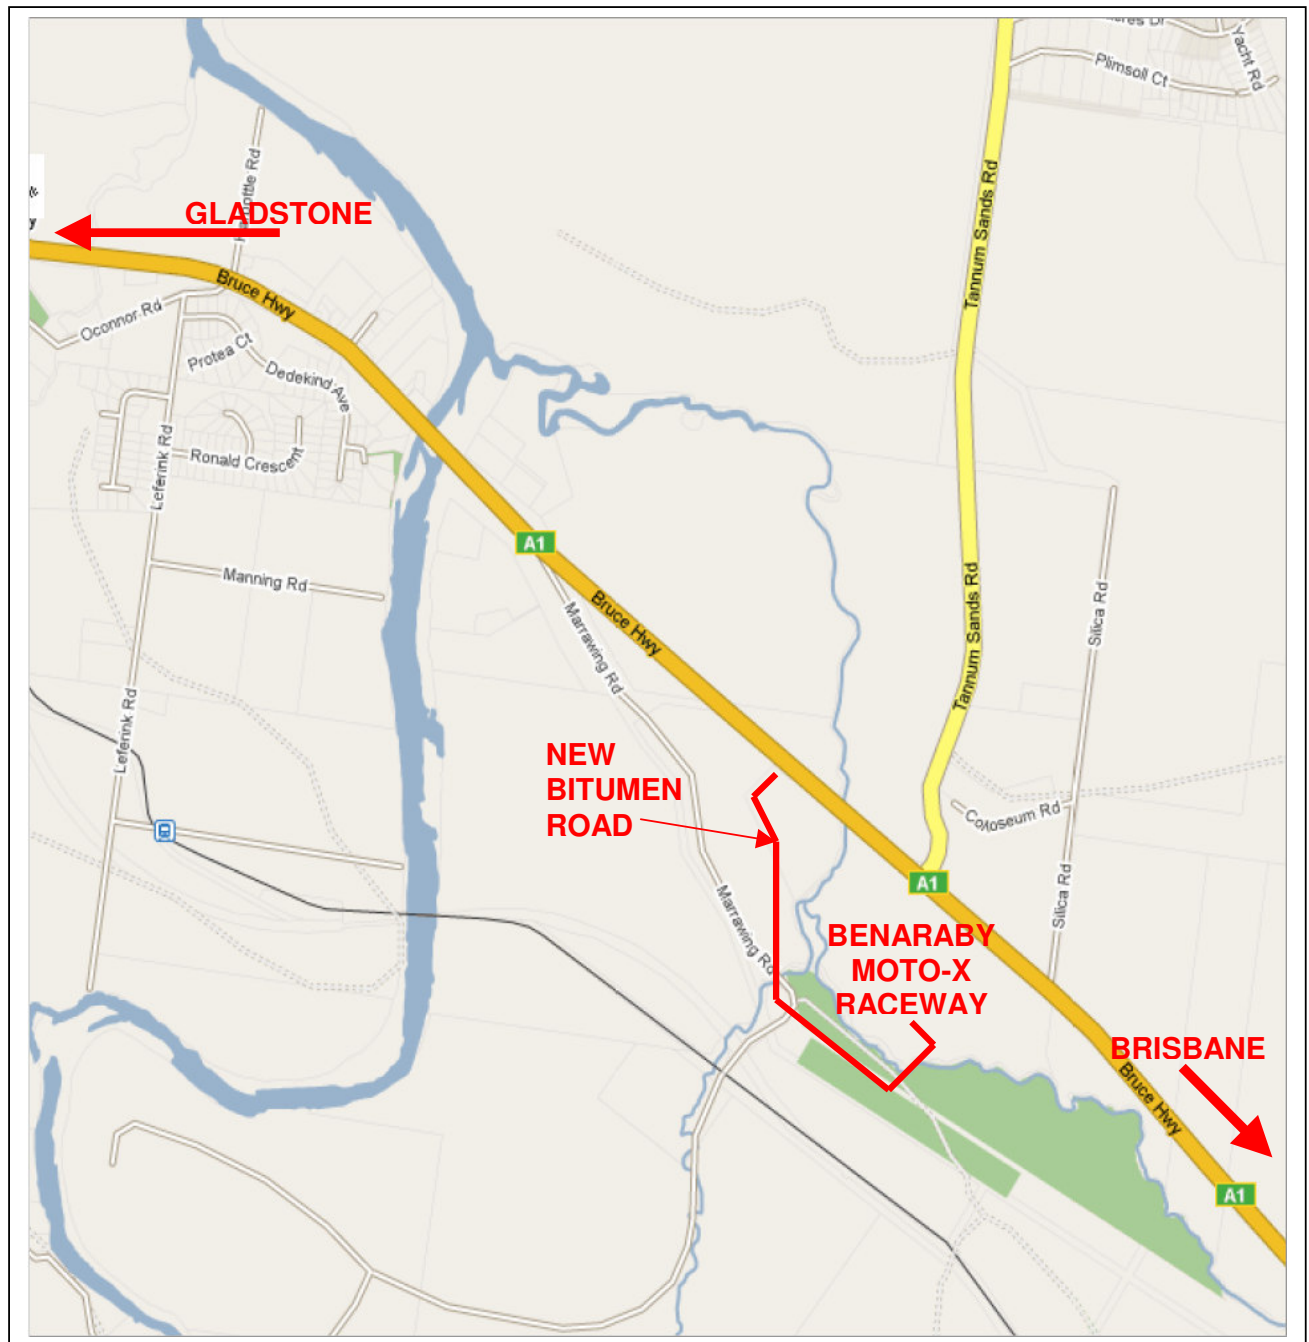 Acres Dr
Plimsoll Ct
Yacht Rd
Tannum Sands Rd
GLADSTONE
Bruce Hwy
Oconnor Rd
Protea Ct
Dedekind Ave
Ronald Crescent
Leferink Rd
A1
Manning Rd
Bruce Hwy
Marrawing Rd
Silica Rd
Tannum Sands Rd
Leferink Rd
NEW
BITUMEN
ROAD
Coloseum Rd
A1
Marrawing Rd
Silica Rd
BENARABY
MOTO-X
RACEWAY
BRISBANE
Bruce Hwy
A1